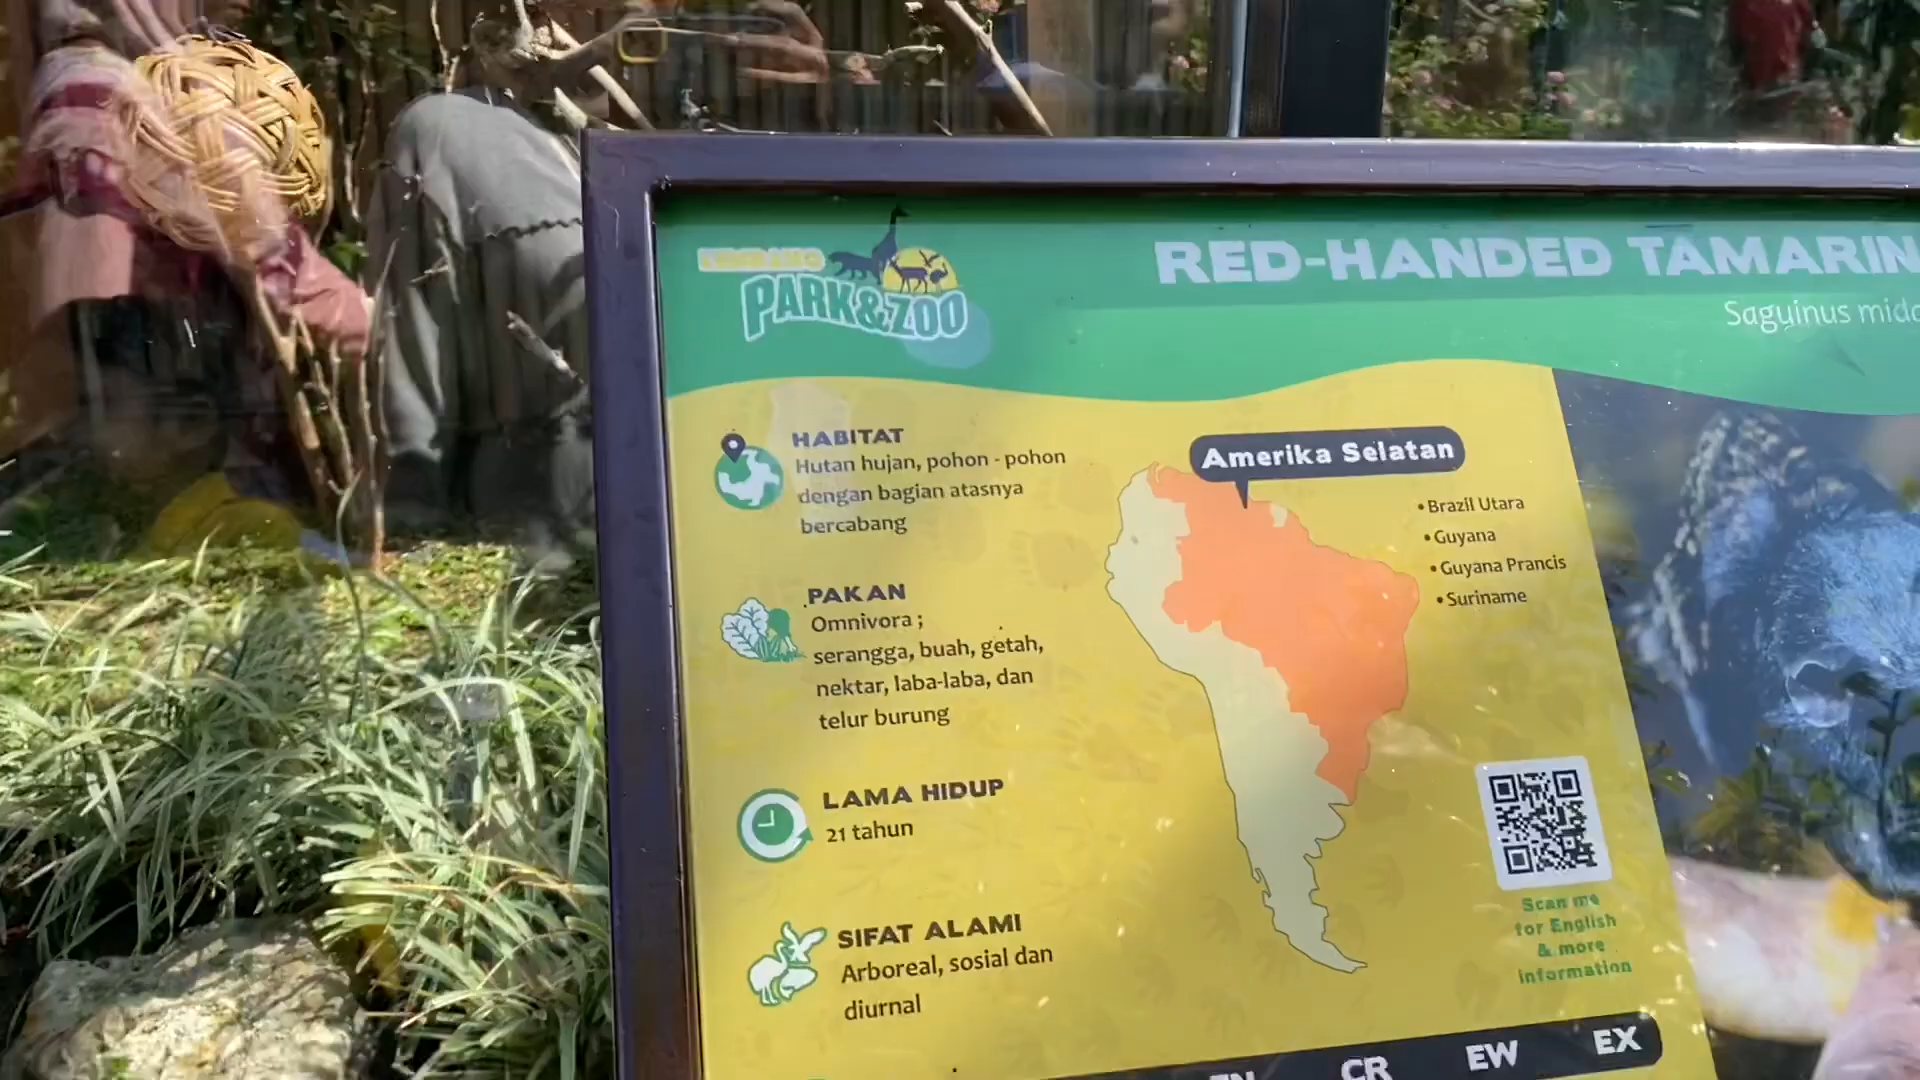 LEMBANG
PARK&ZOO
RED-HANDED TAMARIN
Saguinus
HABITAT
Hutan hujan, pohon - pohon
dengan bagian atasnya
bercabang
PAKAN
Omnivora ;
serangga, buah, getah,
nektar, laba-laba, dan
telur burung
LAMA HIDUP
21 tahun
SIFAT ALAMI
Arboreal, sosial dan
diurnal
Amerika Selatan
• Brazil Utara
• Guyana
• Guyana Prancis
• Suriname
Scan me
for English
& more
information
EN CR EW EX